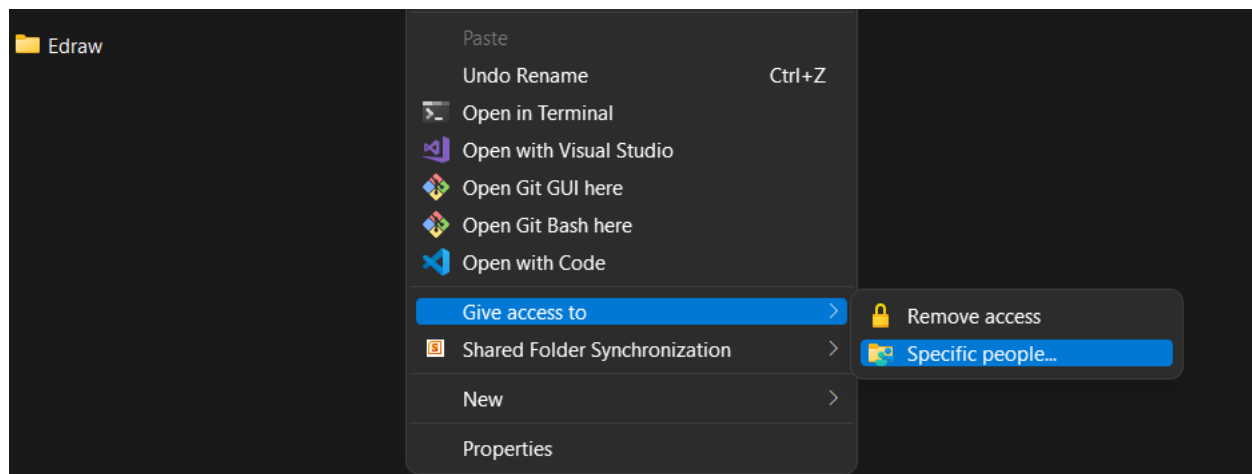 Edraw
Paste
Undo Rename Ctrl+Z
Open in Terminal
Open with Visual Studio
Open Git GUI here
Open Git Bash here
Open with Code
Give access to
Shared Folder Synchronization
New
Properties
Remove access
Specific people...